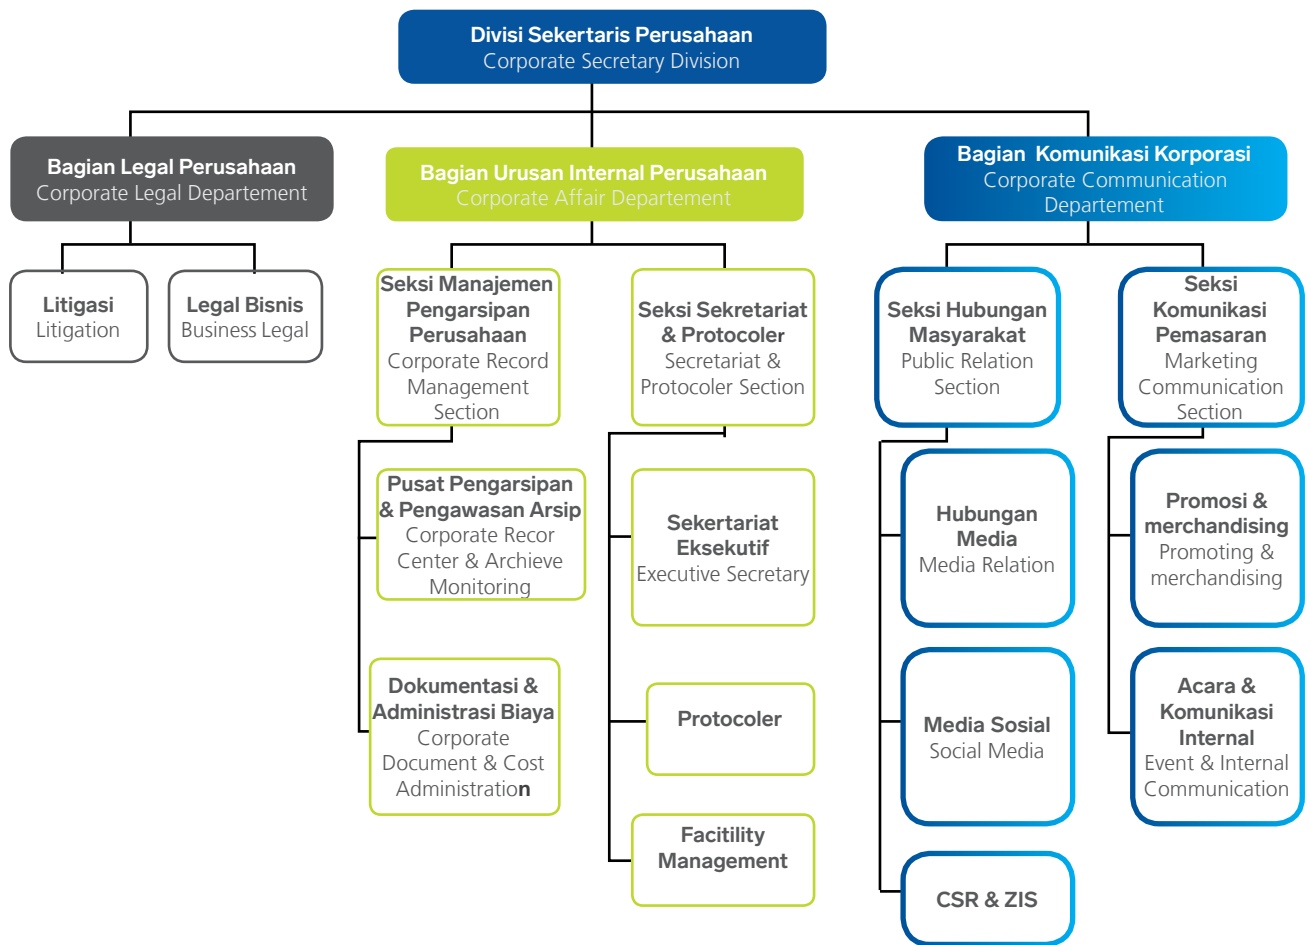 Divisi Sekertaris Perusahaan
Corporate Secretary Division
Bagian Legal Perusahaan
Corporate Legal Departement
Bagian Urusan Internal Perusahaan
Corporate Affair Departement
Bagian Komunikasi Korporasi
Corporate Communication
Departement
Litigasi
Litigation
Legal Bisnis
Business Legal
Seksi Manajemen
Pengarsipan
Perusahaan
Corporate Record
Management
Section
Seksi Sekretariat
& Protocoler
Secretariat &
Protocoler Section
Seksi Hubungan
Masyarakat
Public Relation
Section
Seksi
Komunikasi
Pemasaran
Marketing
Communication
Section
Pusat Pengarsipan
& Pengawasan Arsip
Corporate Recor
Center & Archieve
Monitoring
Sekertariat
Eksekutif
Executive Secretary
Hubungan
Media
Media Relation
Promosi &
merchandising
Promoting &
merchandising
Dokumentasi &
Administrasi Biaya
Corporate
Document & Cost
Administration
Protocoler
Media Sosial
Social Media
Acara &
Komunikasi
Internal
Event & Internal
Communication
Facitility
Management
CSR & ZIS